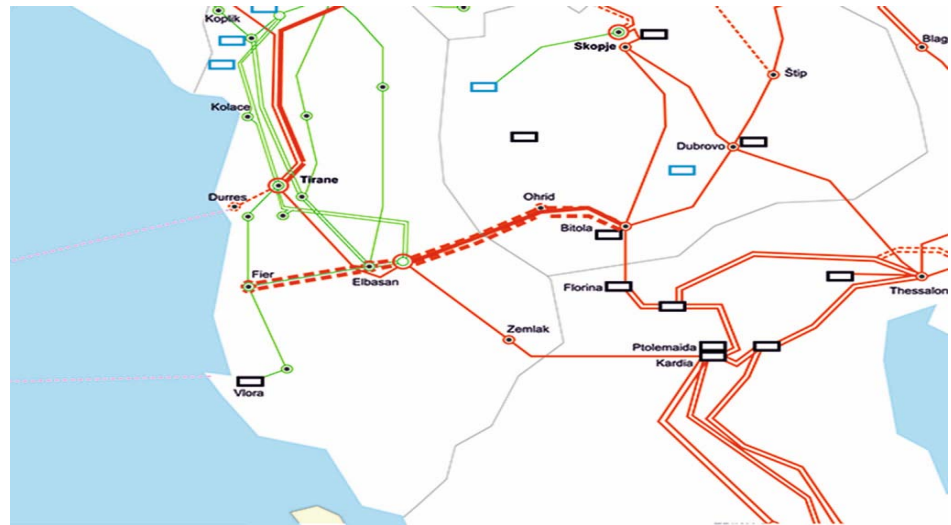 Koplik
Skopje
Blag
Štip
Kolace
Dubrovo
Tirane
Durres
Ohrid
Bitola
Fier
Elbasan
Florina
Thessalon
Zemlak
Ptolemaida
Kardia
Vlora